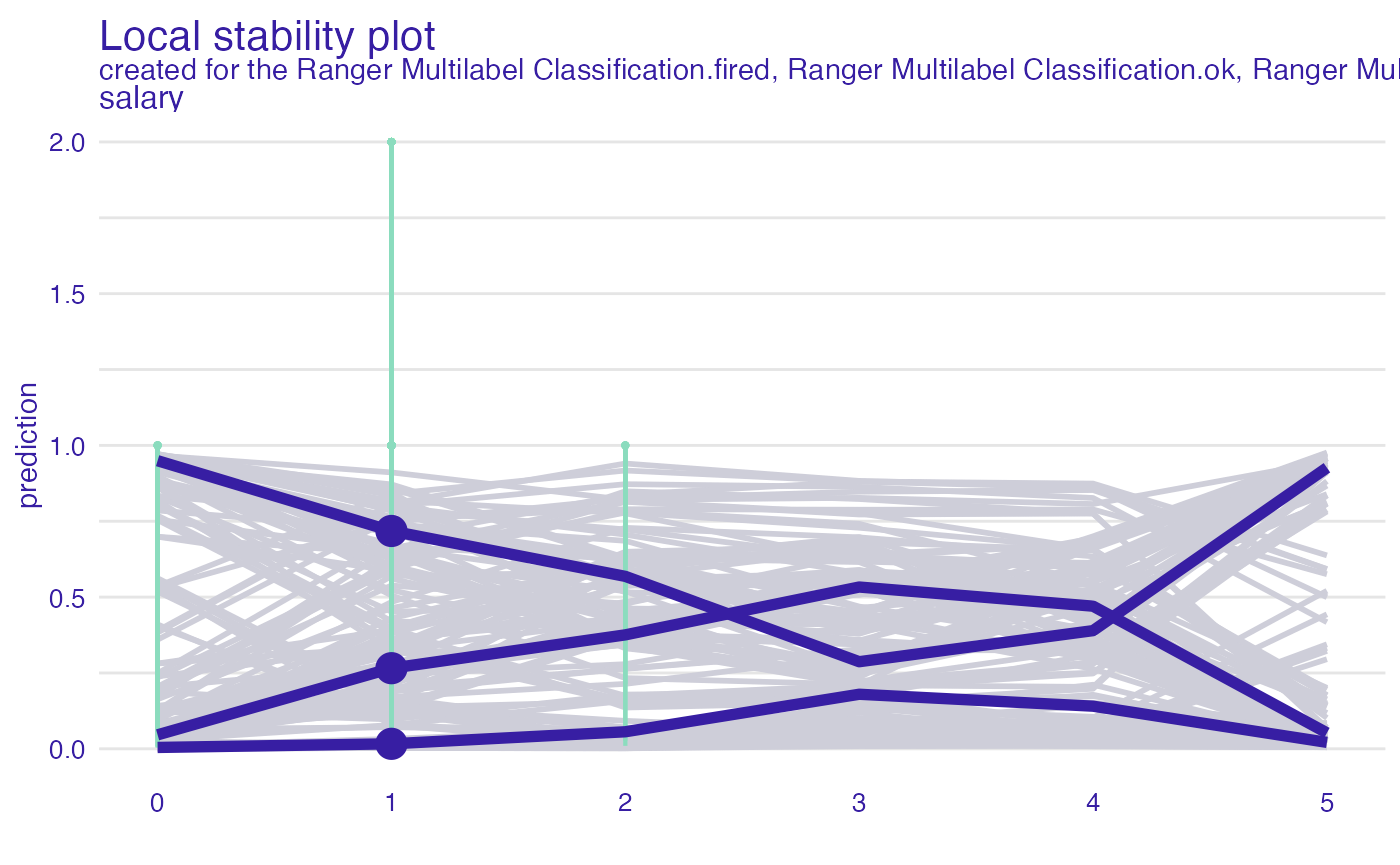 Local stability plot
created for the Ranger Multilabel Classification.fired, Ranger Multilabel Classification.ok, Ranger
salary
2.0
1.5
1.0
0.5
0.0
prediction
0 1 2 3 4 5